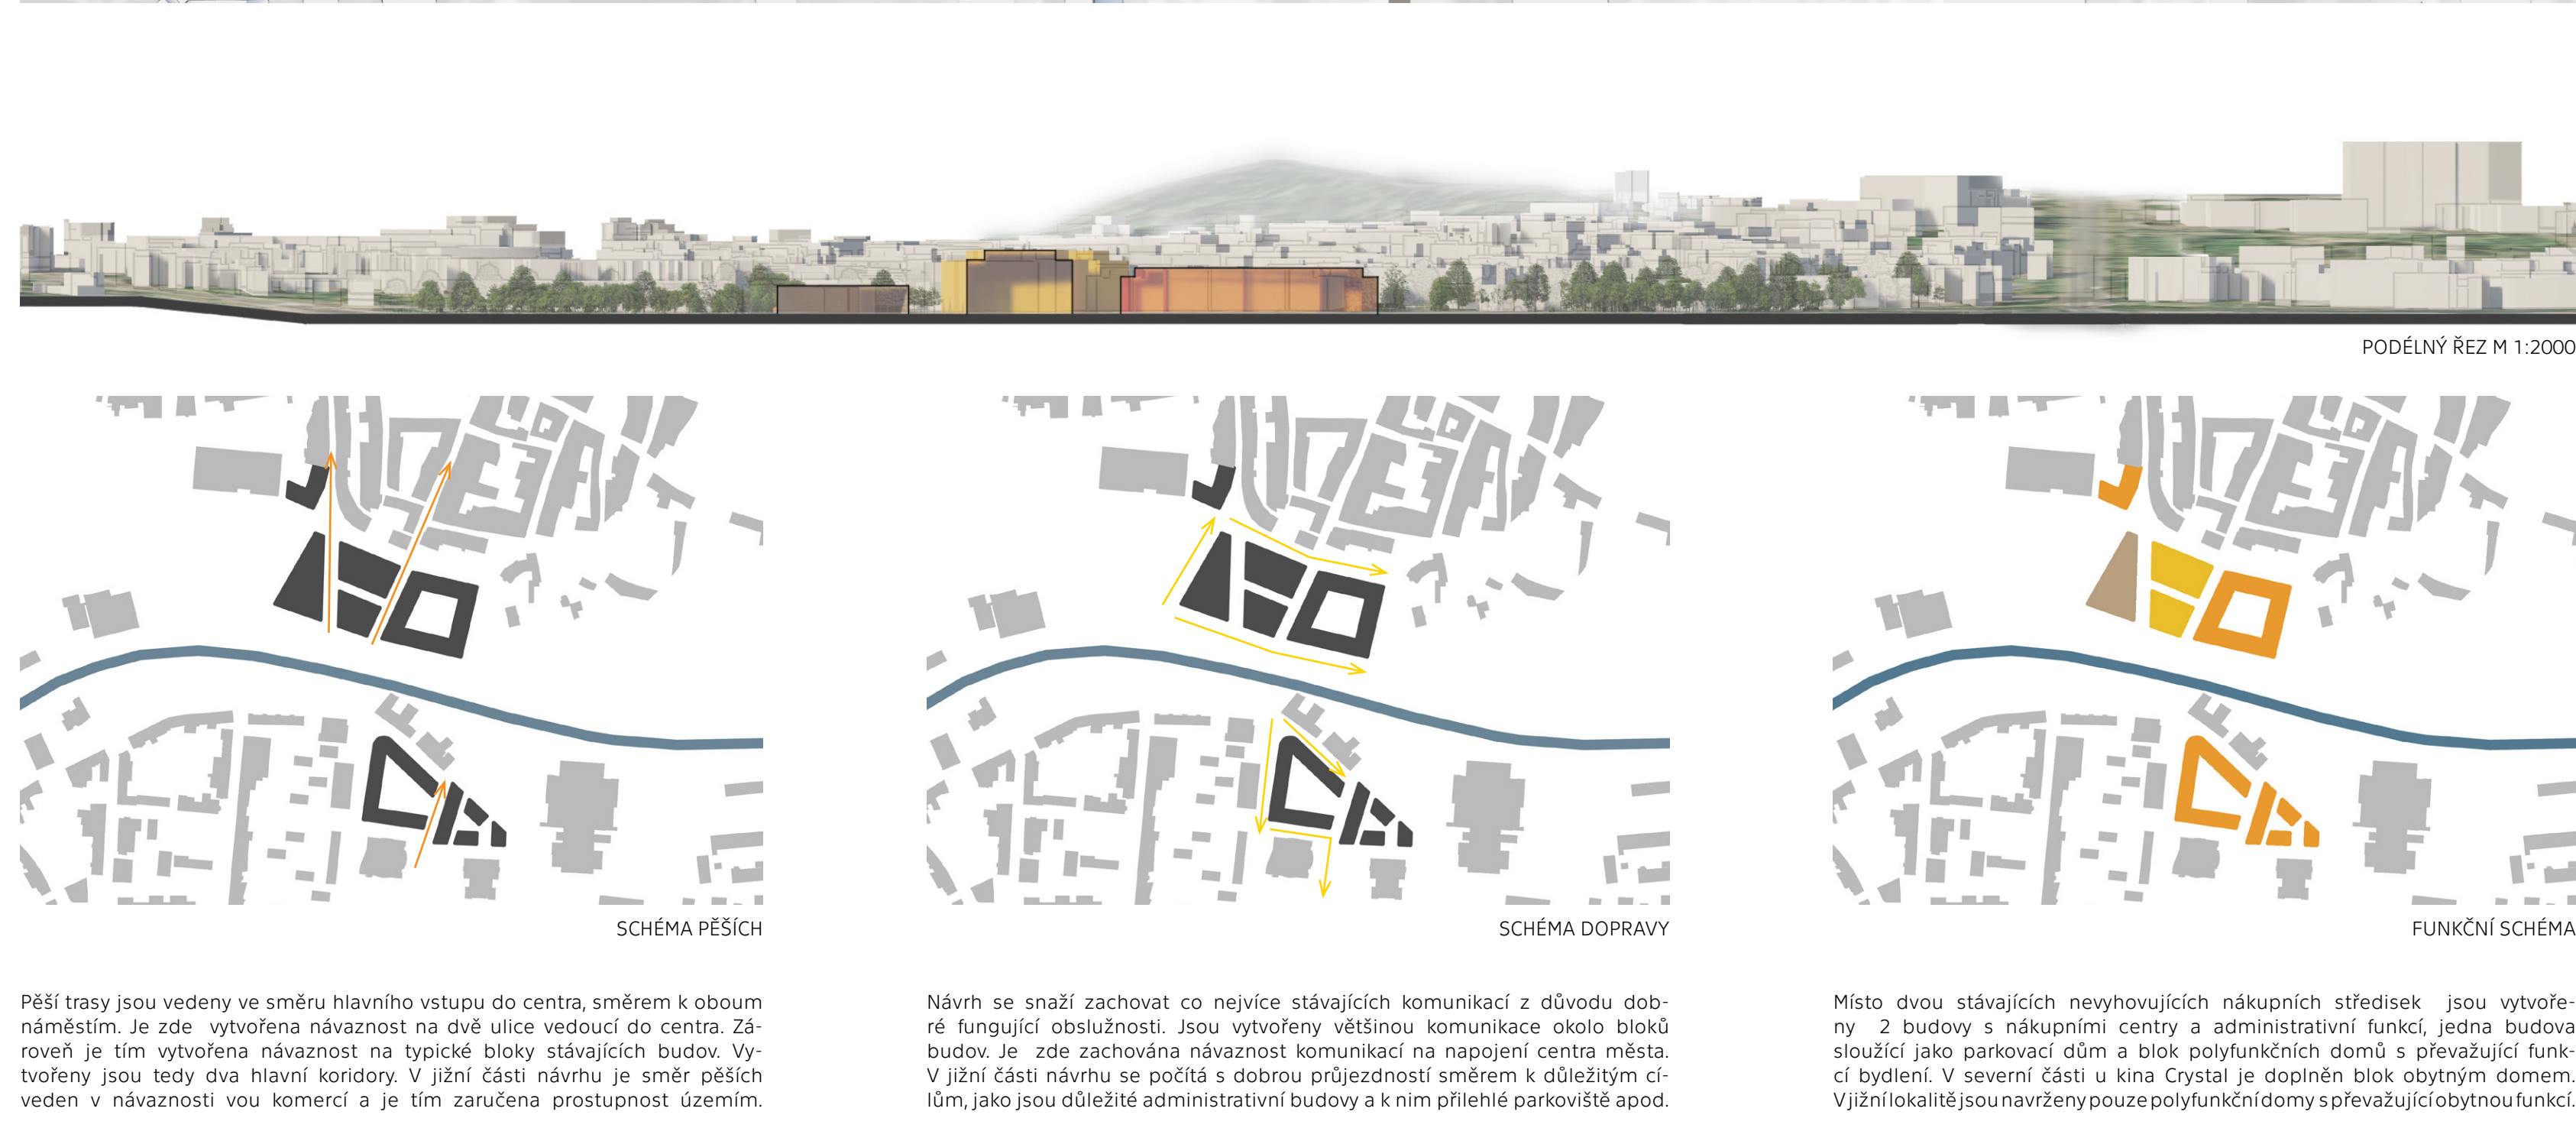 PODÉLNÝ ŘEZ M 1:2000
SCHÉMA PĚŠÍCH
Pěší trasy jsou vedeny ve směru hlavního vstupu do centra, směrem k oboum
náměstím. Je zde vytvořena návaznost na dvě ulice vedoucí do centra. Zá-
roveň je tím vytvořena návaznost na typické bloky stávajících budov. Vy-
tvořeny jsou tedy dva hlavní koridory. V jižní části návrhu je směr pěších
veden v návaznosti vou komercí a je tím zaručena prostupnost územím.
SCHÉMA DOPRAVY
Návrh se snaží zachovat co nejvíce stávajících komunikací z důvodu dob-
ré fungující obslužnosti. Jsou vytvořeny většinou komunikace okolo bloků
budov. Je zde zachována návaznost komunikací na napojení centra města.
V jižní části návrhu se počítá s dobrou průjezdností směrem k důležitým cí-
lům, jako jsou důležité administrativní budovy a k nim přilehlé parkoviště apod.
FUNKČNÍ SCHÉMA
Místo dvou stávajících nevyhovujících nákupních středisek jsou vytvoře-
ny 2 budovy s nákupními centry a administrativní funkcí, jedna budova
sloužící jako parkovací dům a blok polyfunkčních domů s převažující funk-
cí bydlení. V severní části u kina Crystal je doplněn blok obytným domem.
V jižní lokalitě jsou navrženy pouze polyfunkční domy s převažující obytnou funkcí.